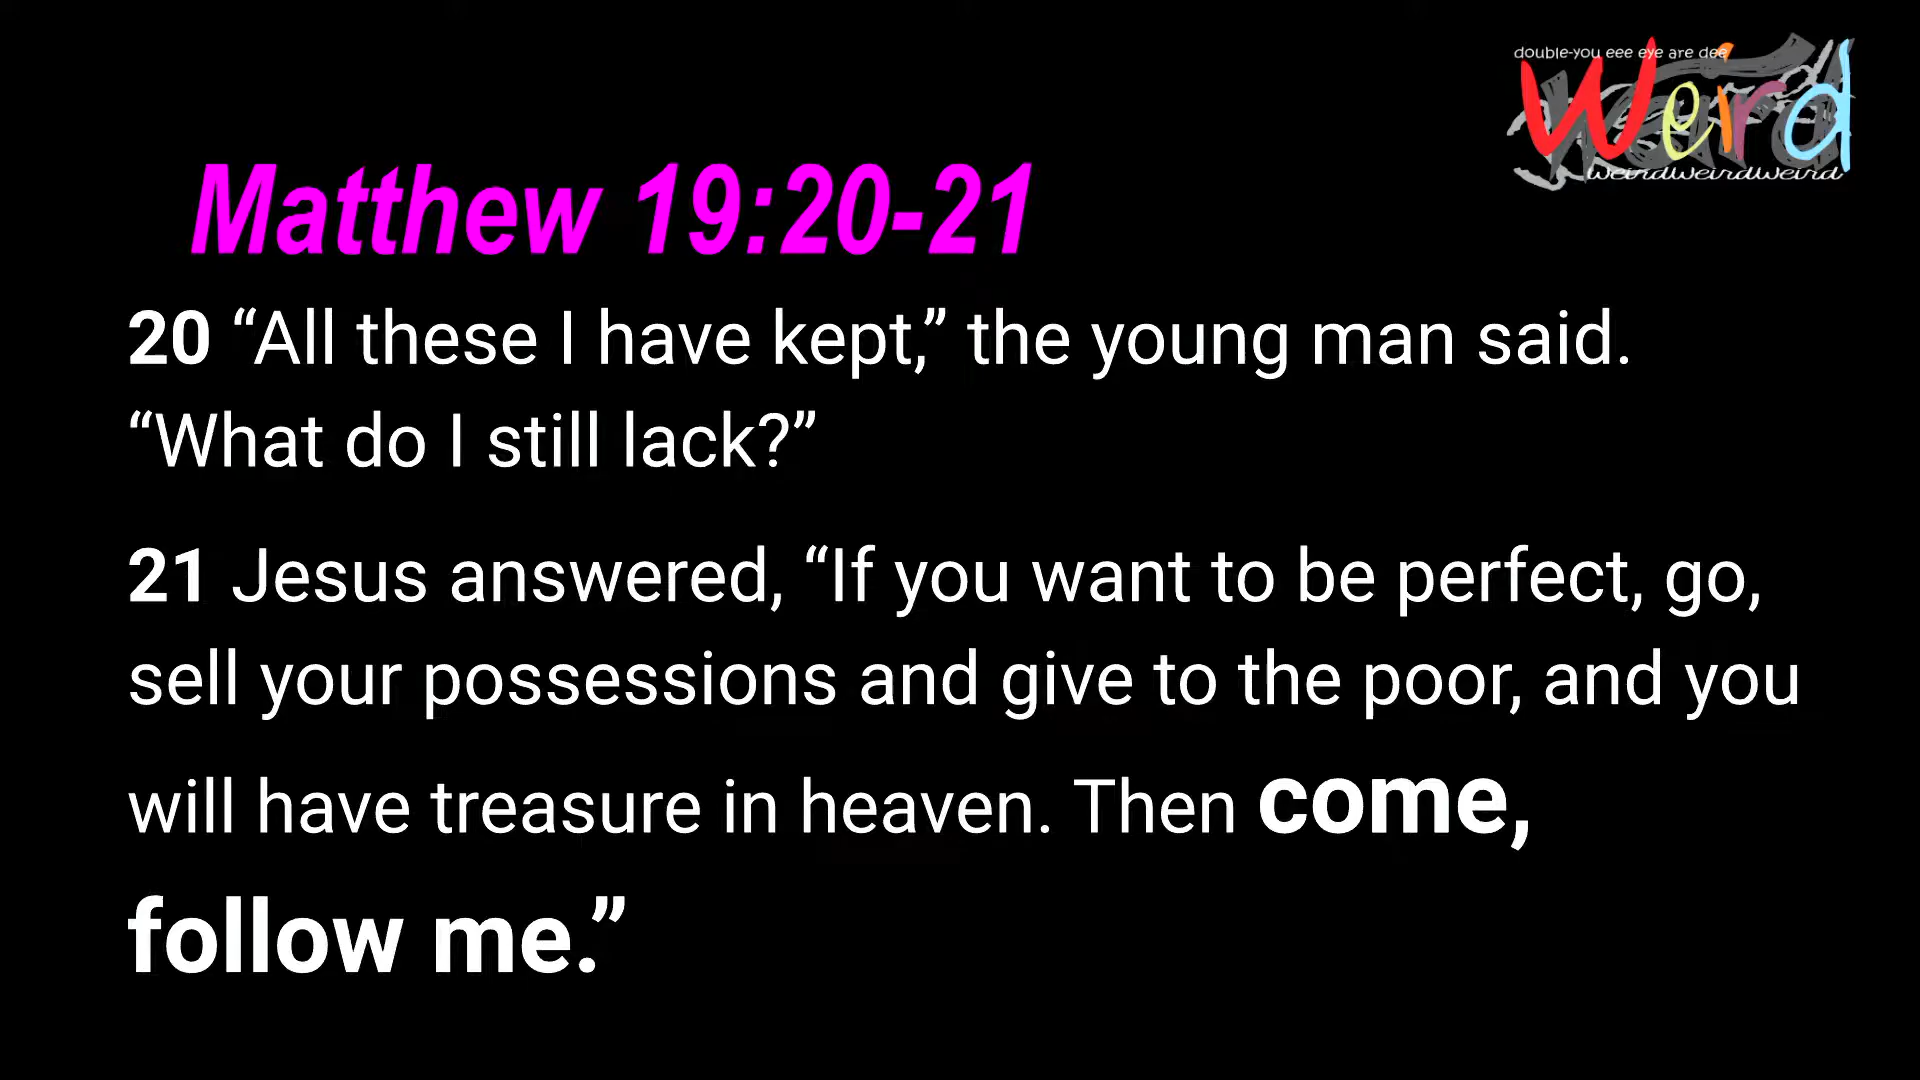 double-you eee eye are dee
weird
weirdweirdweird
Matthew 19:20-21
20 “All these I have kept,” the young man said.
“What do I still lack?”
21 Jesus answered, “If you want to be perfect, go,
sell your possessions and give to the poor, and you
will have treasure in heaven. Then come,
follow me.”